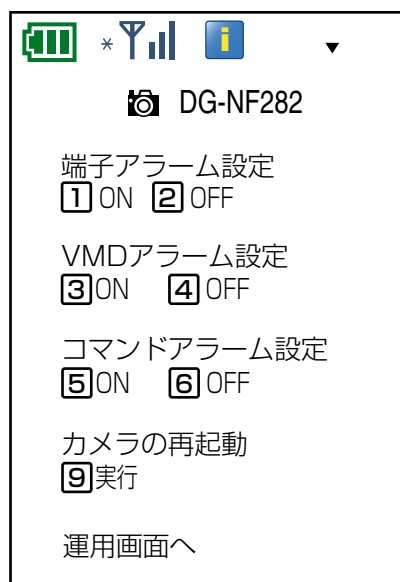 DG-NF282
端子アラーム設定
1 ON 2 OFF
VMDアラーム設定
3 ON 4 OFF
コマンドアラーム設定
5 ON 6 OFF
カメラの再起動
9 実行
運用画面へ